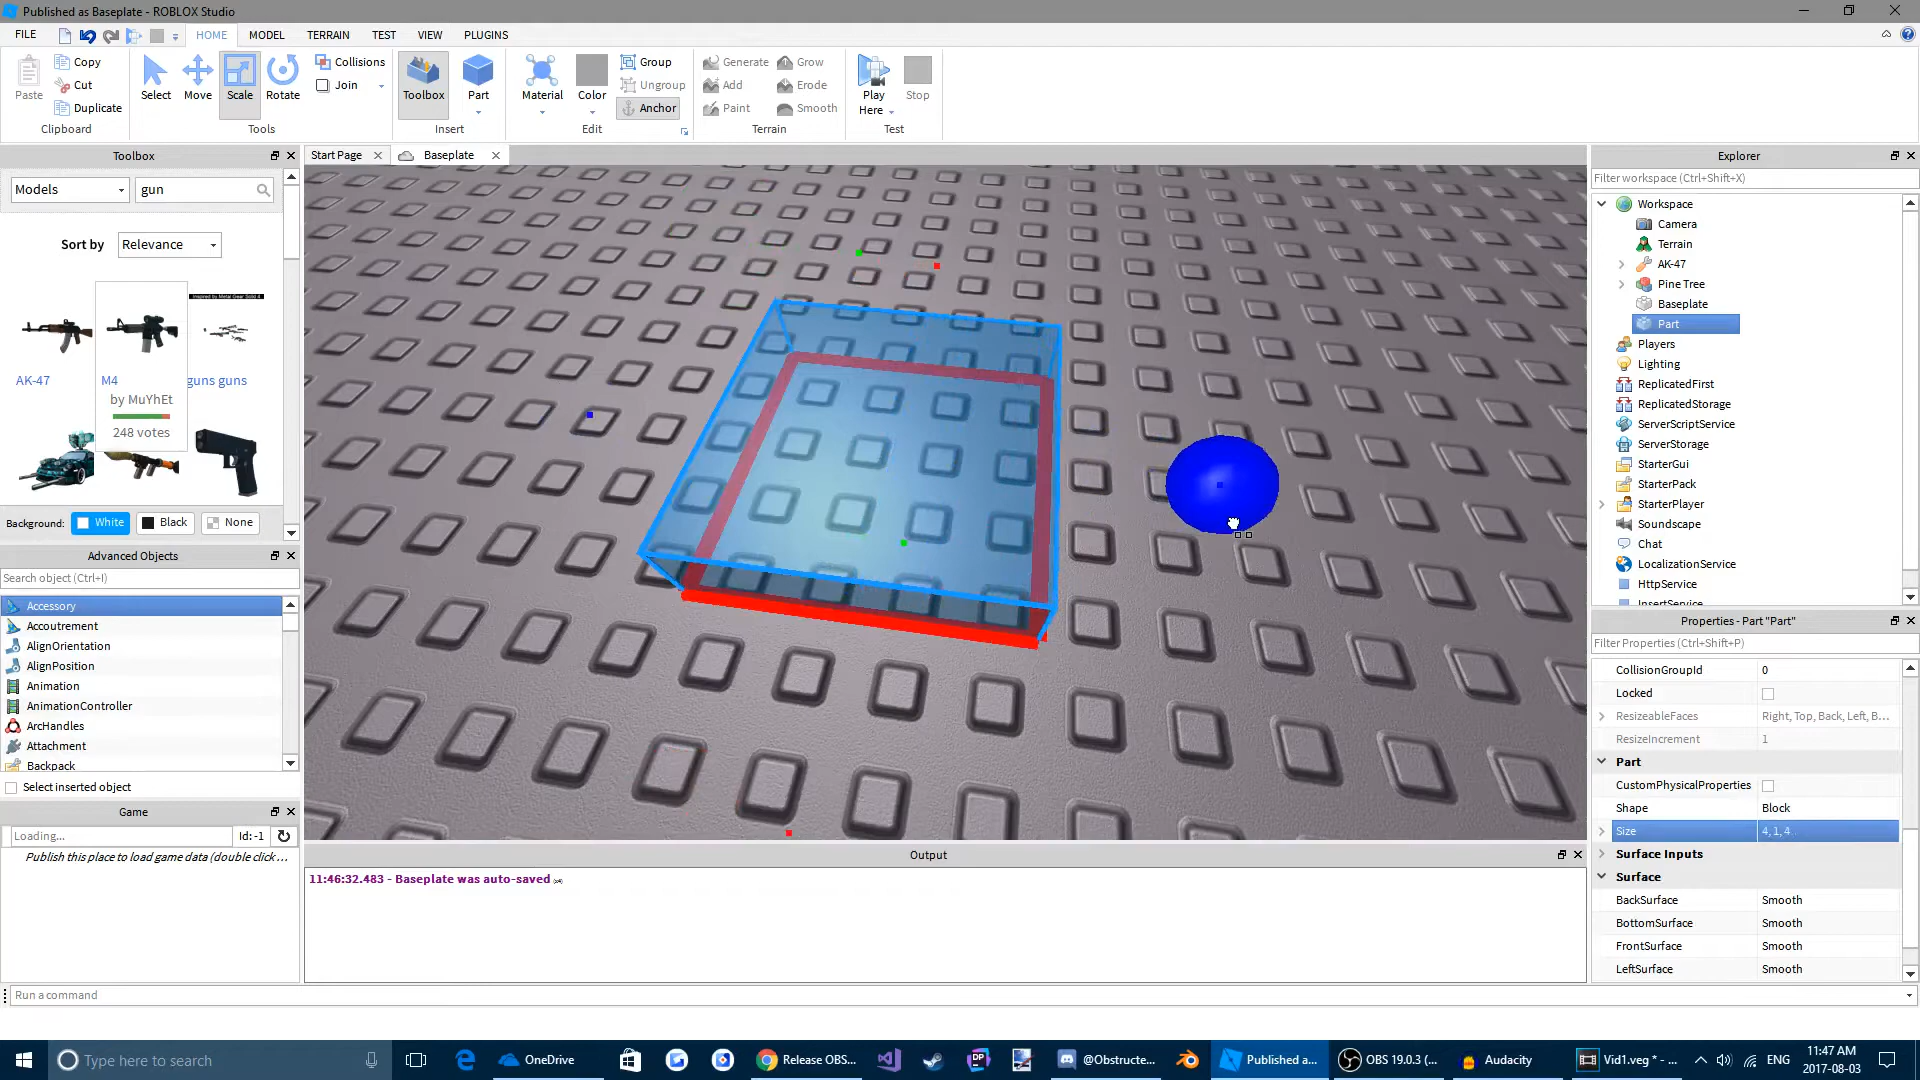 Published as Baseplate - ROBLOX Studio
FILE
HOME
MODEL
TERRAIN
TEST
VIEW
PLUGINS
Paste
Copy
Cut
Duplicate
Clipboard
Select
Move
Scale
Rotate
Collisions
Join
Tools
Toolbox
Part
Insert
Material
Color
Group
Ungroup
Anchor
Edit
Generate
Add
Paint
Grow
Erode
Smooth
Terrain
Play Here
Stop
Test
Toolbox
Models
gun
Sort by
Relevance
Inspired by Metal Gear Solid 4
AK-47
M4
guns guns
by MuYhEt
248 votes
Background:
White
Black
None
Advanced Objects
Search object (Ctrl+I)
Accessory
Accoutrement
AlignOrientation
AlignPosition
Animation
AnimationController
ArcHandles
Attachment
Backpack
Select inserted object
Game
Loading...
Id: -1
Publish this place to load game data (double click ...
Start Page
Baseplate
Output
11:46:32.483 - Baseplate was auto-saved
Run a command
Explorer
Filter workspace (Ctrl+Shift+X)
Workspace
Camera
Terrain
AK-47
Pine Tree
Baseplate
Part
Players
Lighting
ReplicatedFirst
ReplicatedStorage
ServerScriptService
ServerStorage
StarterGui
StarterPack
StarterPlayer
Soundscape
Chat
LocalizationService
HttpService
InsertService
Properties - Part "Part"
Filter Properties (Ctrl+Shift+P)
CollisionGroupId 0
Locked
ResizeableFaces Right, Top, Back, Left, B...
ResizeIncrement 1
Part
CustomPhysicalProperties
Shape Block
Size 4, 1, 4
Surface Inputs
Surface
BackSurface Smooth
BottomSurface Smooth
FrontSurface Smooth
LeftSurface Smooth
Type here to search
OneDrive
Release OBS...
@Obstructe...
Published a...
OBS 19.0.3 (...
Audacity
Vid1.veg * - ...
ENG
11:47 AM
2017-08-03